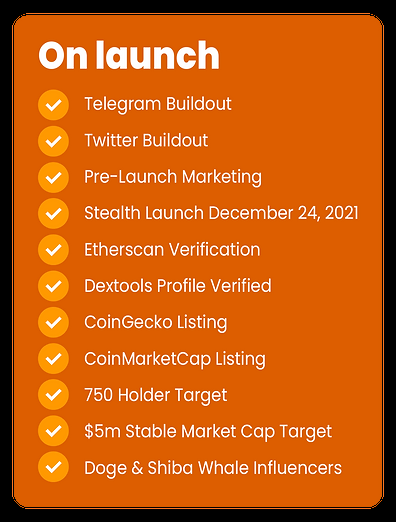 On launch
Telegram Buildout
Twitter Buildout
Pre-Launch Marketing
Stealth Launch December 24, 2021
Etherscan Verification
Dextools Profile Verified
CoinGecko Listing
CoinMarketCap Listing
750 Holder Target
$5m Stable Market Cap Target
Doge & Shiba Whale Influencers